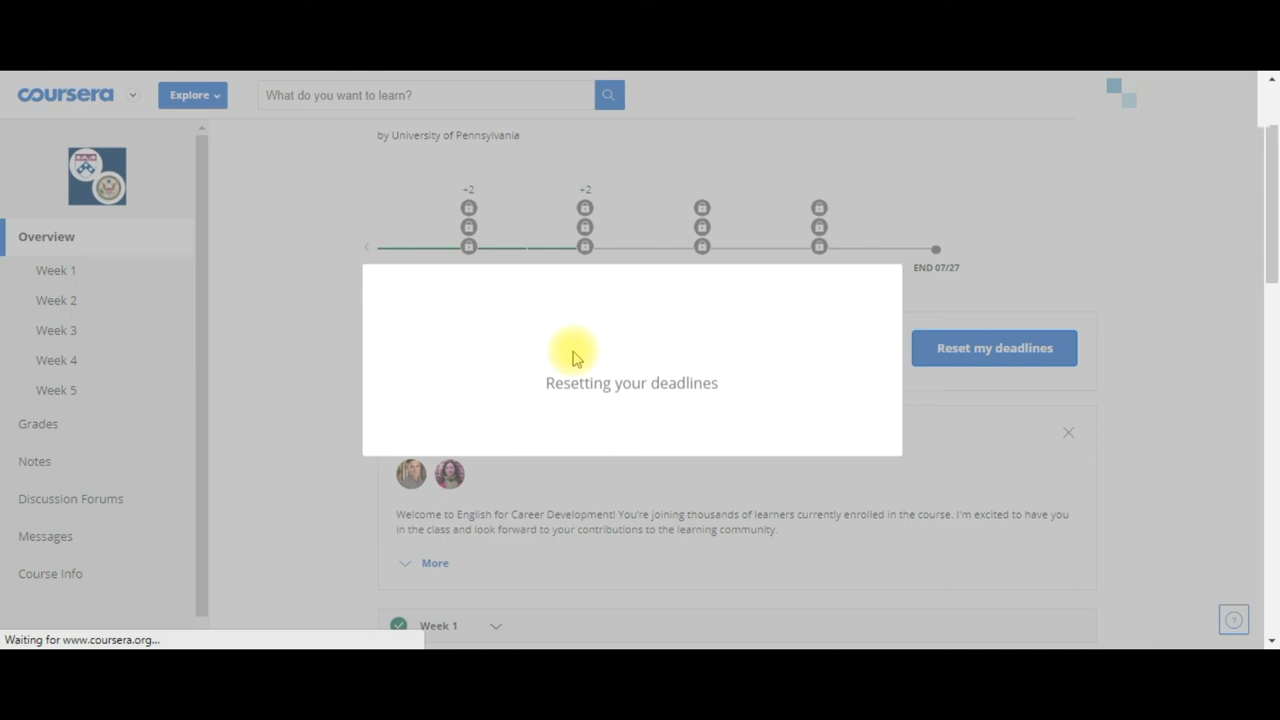 coursera
Explore
What do you want to learn?
by University of Pennsylvania
+2
+2
END 07/27
Overview
Week 1
Week 2
Week 3
Week 4
Week 5
Grades
Notes
Discussion Forums
Messages
Course Info
Reset my deadlines
Resetting your deadlines
Welcome to English for Career Development! You're joining thousands of learners currently enrolled in the course. I'm excited to have you
in the class and look forward to your contributions to the learning community.
More
Week 1
?
Waiting for www.coursera.org...